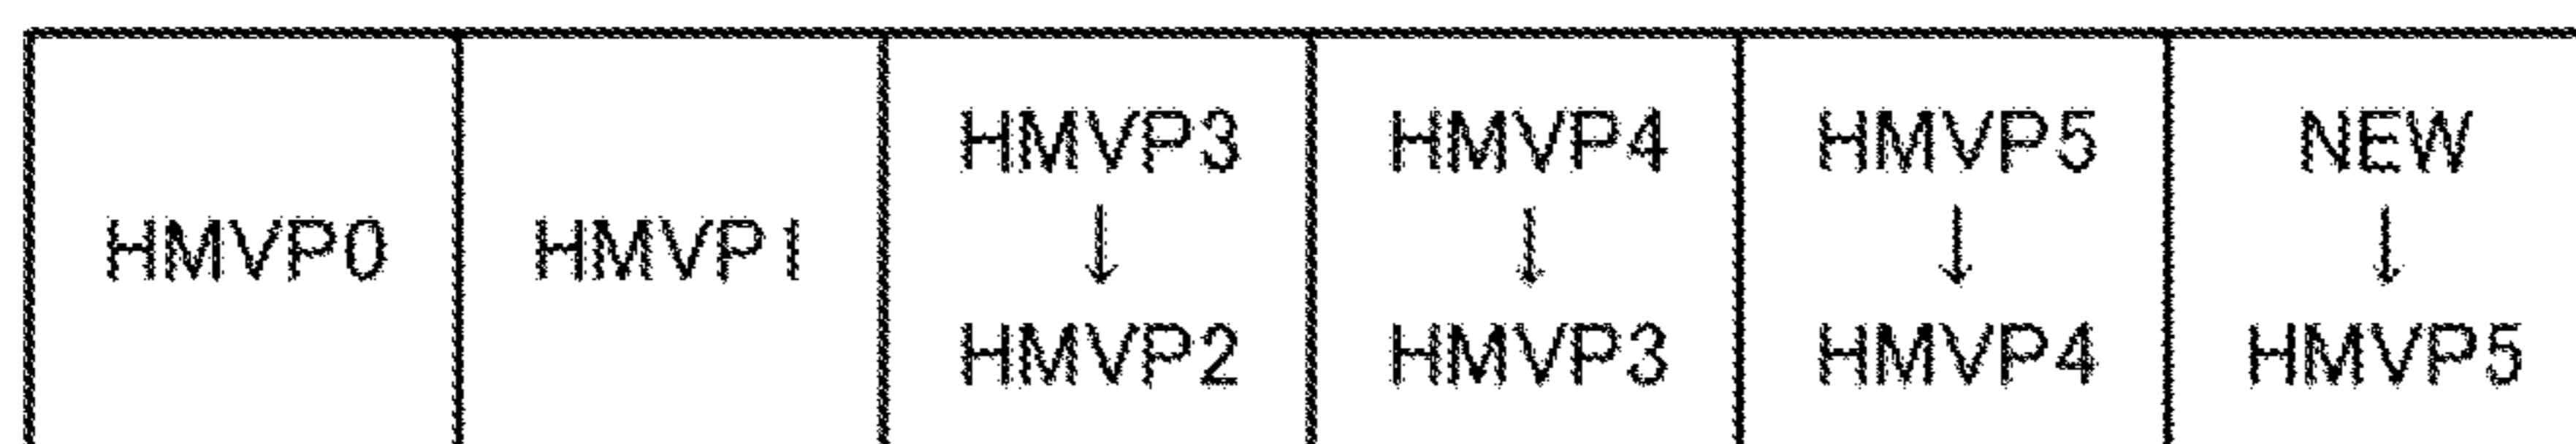 HMVP0
HMVP1
HMVP3
↓
HMVP2
HMVP4
↓
HMVP3
HMVP5
↓
HMVP4
NEW
↓
HMVP5